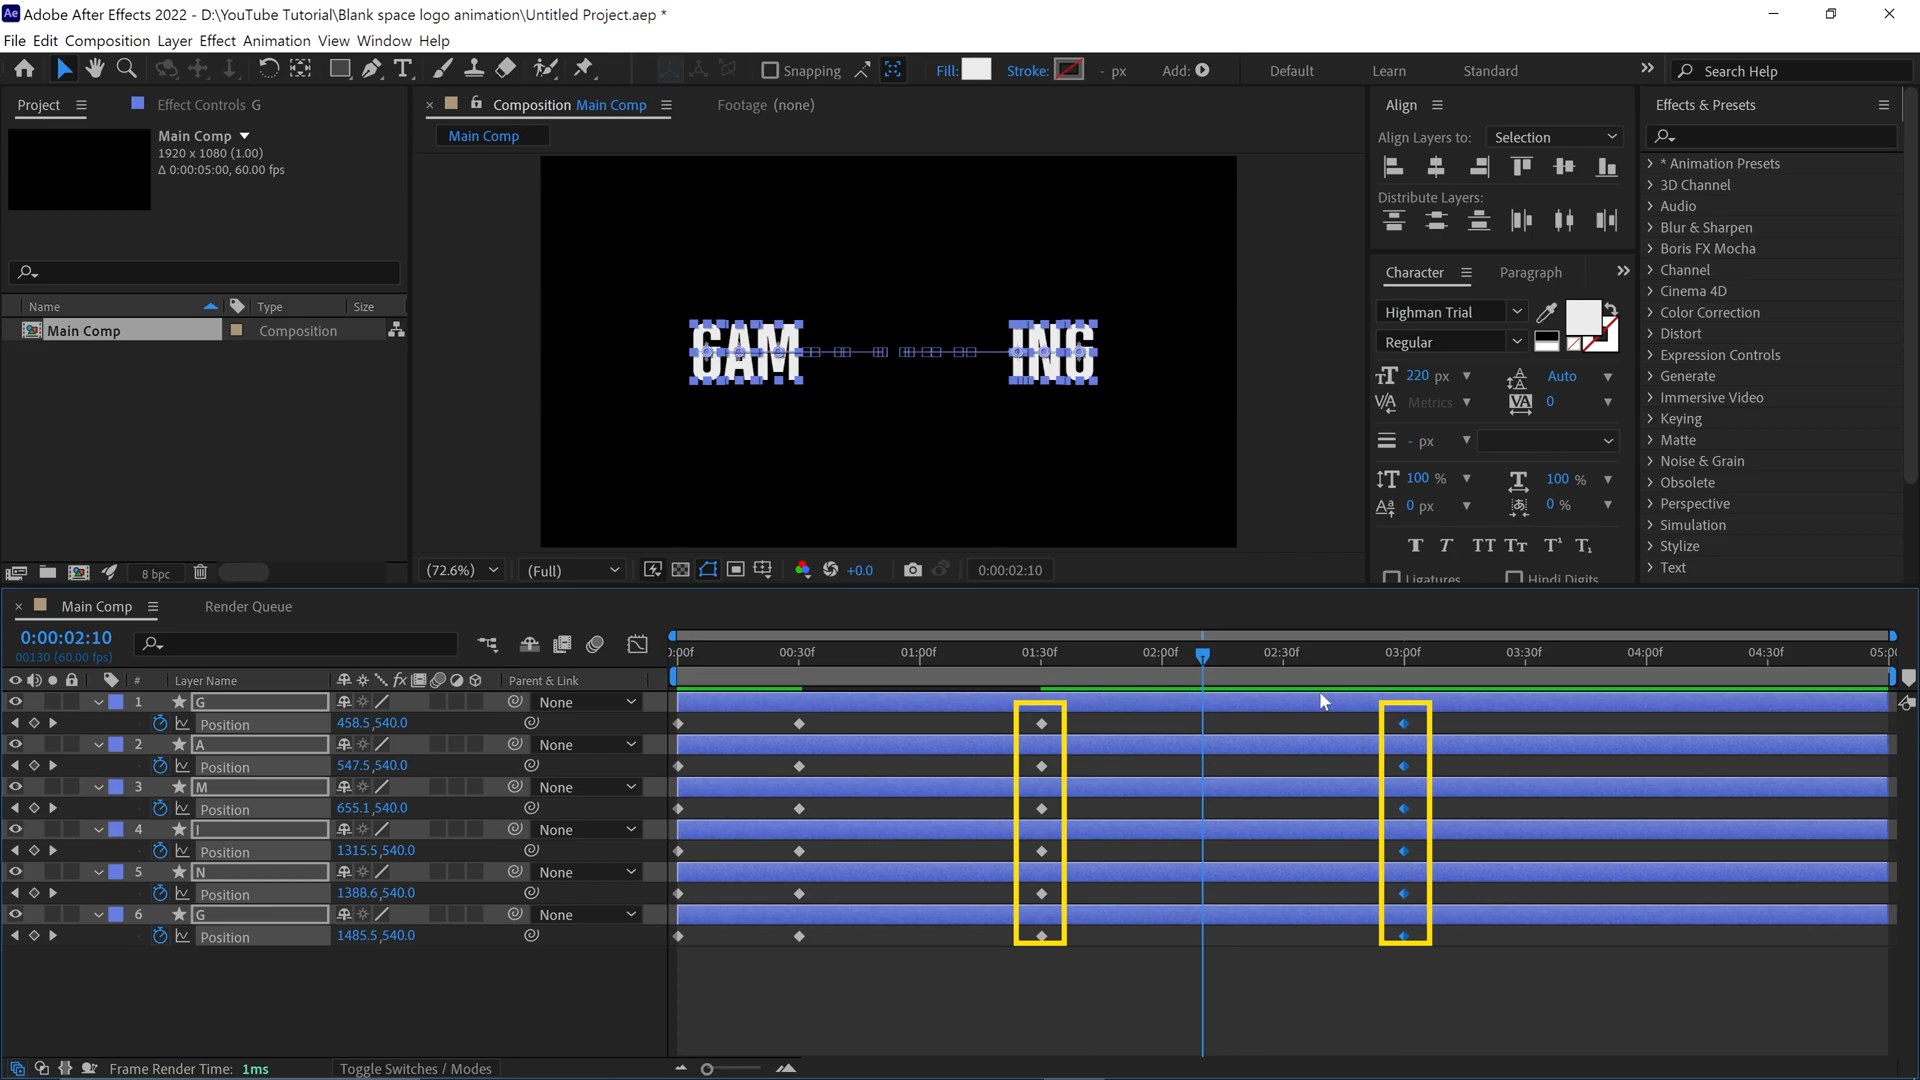 Adobe After Effects 2022 - D:\YouTube Tutorial\Blank space logo animation\Untitled Project.aep *
File Edit Composition Layer Effect Animation View Window Help
Snapping Fill: Stroke: - px Add: Default Learn Standard Search Help
Project Effect Controls G Composition Main Comp Footage (none) Align Effects & Presets
Main Comp
1920 x 1080 (1.00)
Δ 0:00:05:00, 60.00 fps
Main Comp
Align Layers to: Selection
Distribute Layers:
Name Type Size
Main Comp Composition
8 bpc
GAM ING
(72.6%) (Full) +0.0 0:00:02:10
Character Paragraph
Highman Trial
Regular
220 px Auto
Metrics 0
- px
100 % 100 %
0 px 0 %
T T TT Tt T¹ T₁
Ligatures Hindi Digits
* Animation Presets
3D Channel
Audio
Blur & Sharpen
Boris FX Mocha
Channel
Cinema 4D
Color Correction
Distort
Expression Controls
Generate
Immersive Video
Keying
Matte
Noise & Grain
Obsolete
Perspective
Simulation
Stylize
Text
Main Comp Render Queue
0:00:02:10
00130 (60.00 fps)
:00f 00:30f 01:00f 01:30f 02:00f 02:30f 03:00f 03:30f 04:00f 04:30f 05:00
# Layer Name fx Parent & Link
1 G None
Position 458.5,540.0
2 A None
Position 547.5,540.0
3 M None
Position 655.1,540.0
4 I None
Position 1315.5,540.0
5 N None
Position 1388.6,540.0
6 G None
Position 1485.5,540.0
Frame Render Time: 1ms Toggle Switches / Modes